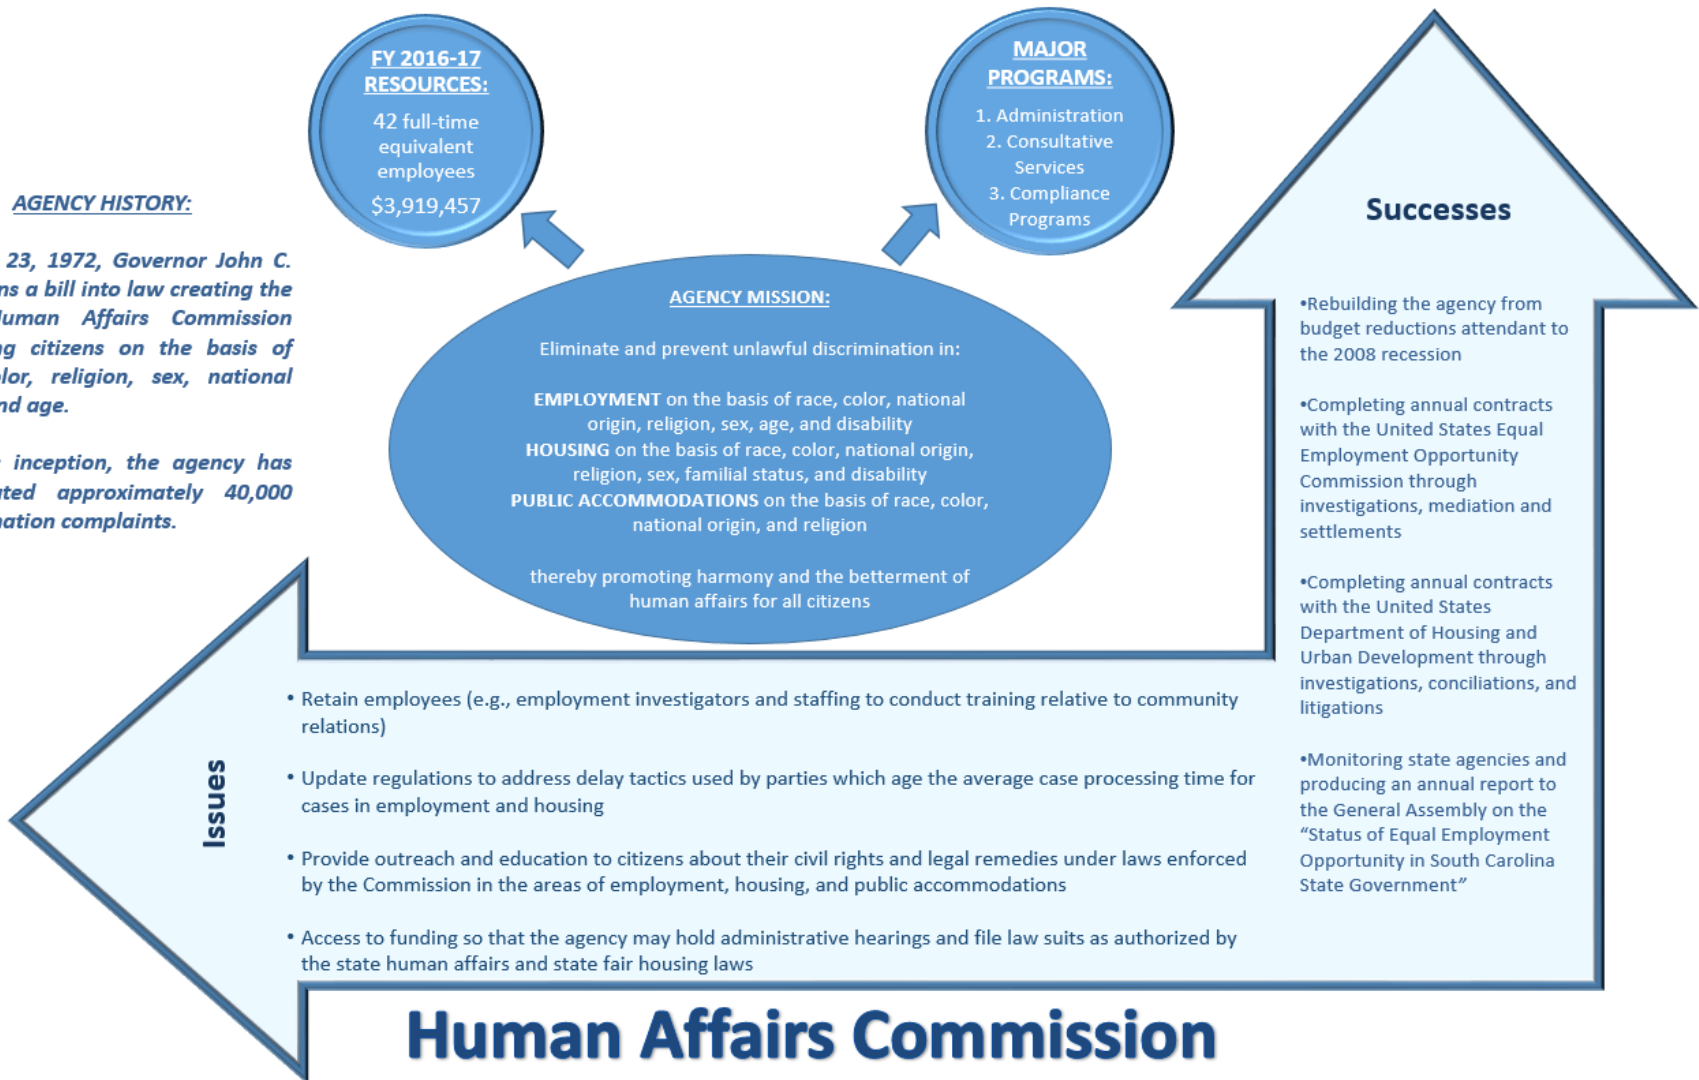 FY 2016-17
RESOURCES:
42 full-time
equivalent
employees
$3,919,457
MAJOR
PROGRAMS:
1. Administration
2. Consultative
Services
3. Compliance
Programs
AGENCY HISTORY:
23, 1972, Governor John C.
a bill into law creating the
Human Affairs Commission
citizens on the basis of
religion, sex, national
age.
inception, the agency has
approximately 40,000
complaints.
AGENCY MISSION:
Eliminate and prevent unlawful discrimination in:
EMPLOYMENT on the basis of race, color, national
origin, religion, sex, age, and disability
HOUSING on the basis of race, color, national origin,
religion, sex, familial status, and disability
PUBLIC ACCOMMODATIONS on the basis of race, color,
national origin, and religion
thereby promoting harmony and the betterment of
human affairs for all citizens
Successes
•Rebuilding the agency from
budget reductions attendant to
the 2008 recession
•Completing annual contracts
with the United States Equal
Employment Opportunity
Commission through
investigations, mediation and
settlements
•Completing annual contracts
with the United States
Department of Housing and
Urban Development through
investigations, conciliations, and
litigations
•Monitoring state agencies and
producing an annual report to
the General Assembly on the
“Status of Equal Employment
Opportunity in South Carolina
State Government”
Issues
• Retain employees (e.g., employment investigators and staffing to conduct training relative to community
relations)
• Update regulations to address delay tactics used by parties which age the average case processing time for
cases in employment and housing
• Provide outreach and education to citizens about their civil rights and legal remedies under laws enforced
by the Commission in the areas of employment, housing, and public accommodations
• Access to funding so that the agency may hold administrative hearings and file law suits as authorized by
the state human affairs and state fair housing laws
Human Affairs Commission